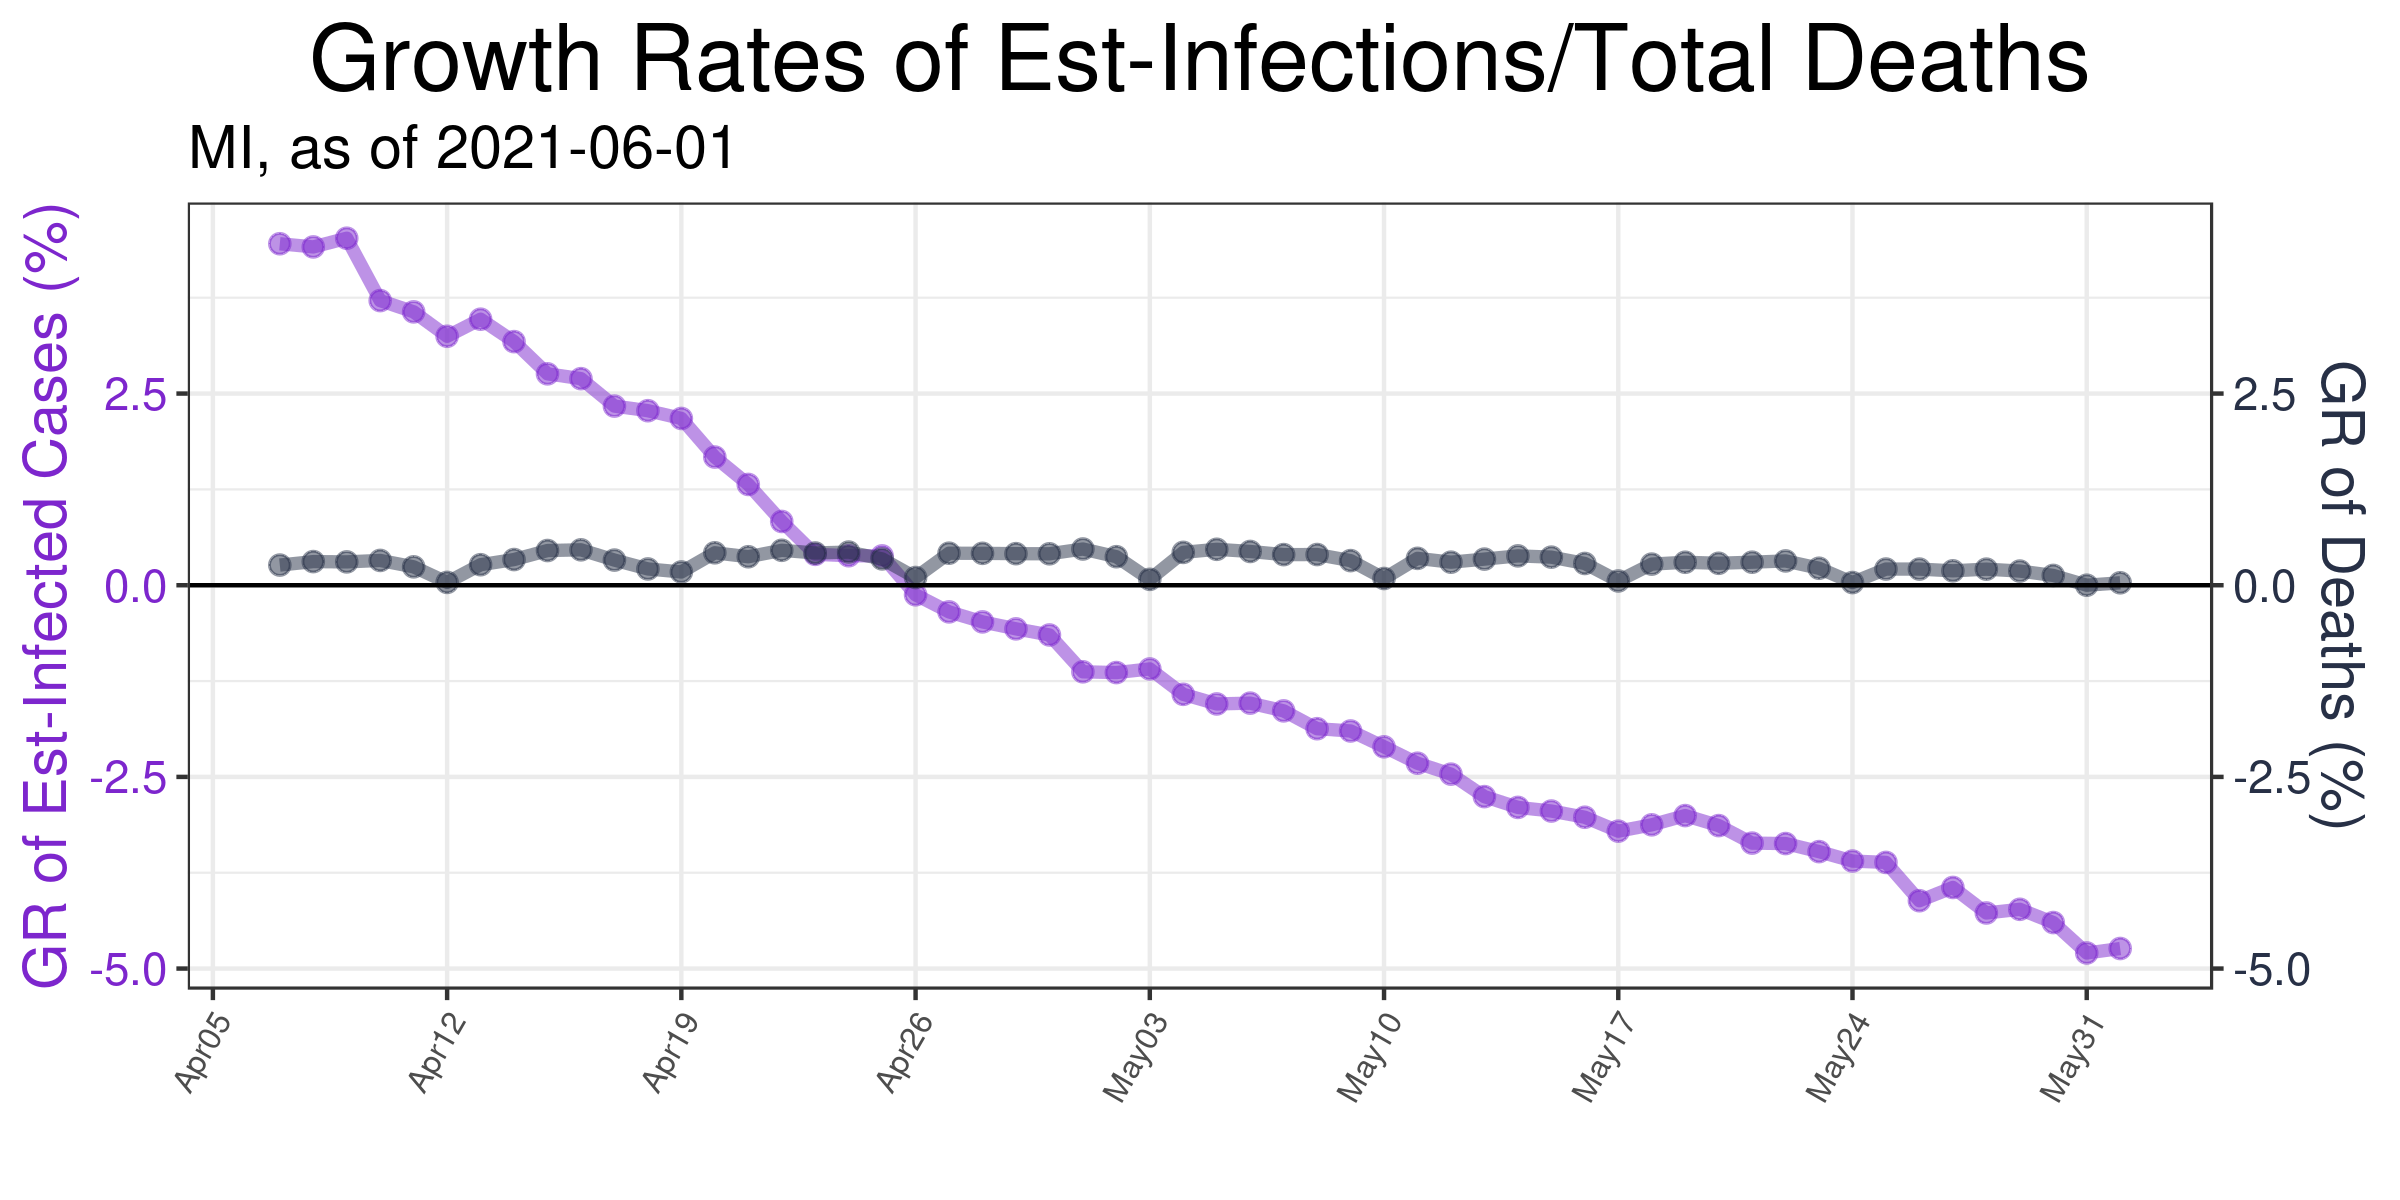 Growth Rates of Est-Infections/Total Deaths
MI, as of 2021-06-01
GR of Est-Infected Cases (%)
2.5
0.0
-2.5
-5.0
2.5
0.0
-2.5
-5.0
GR of Deaths (%)
Apr05
Apr12
Apr19
Apr26
May03
May10
May17
May24
May31